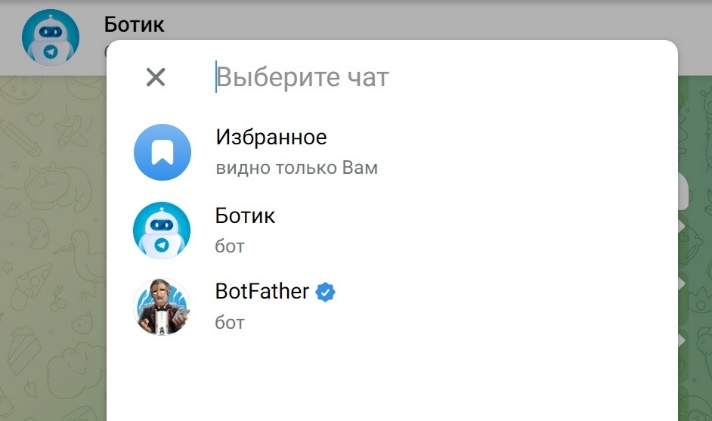 Ботик
Выберите чат
Избранное
видно только Вам
Ботик
бот
BotFather
бот